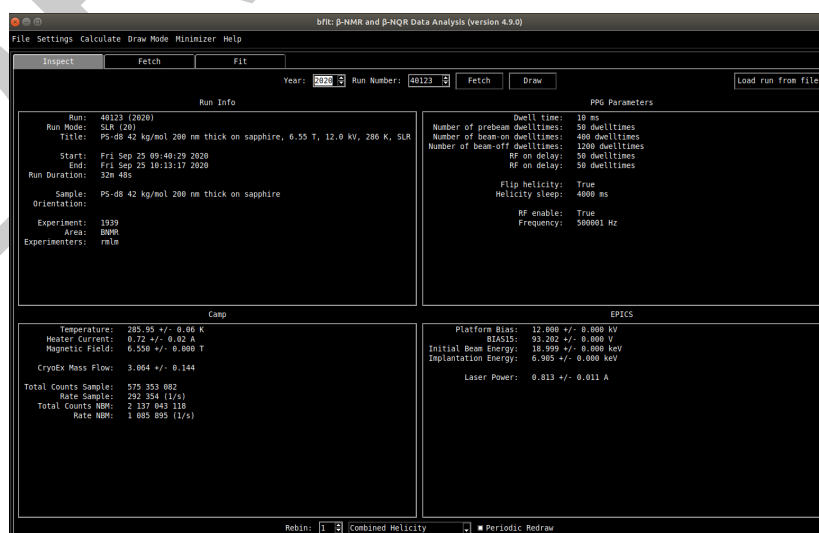 bfit: β-NMR and β-NQR Data Analysis (version 4.9.0)
File Settings Calculate Draw Mode Minimizer Help
Inspect Fetch Fit
Year: 2020 Run Number: 40123 Fetch Draw Load run from file
Run Info
Run: 40123 (2020)
Run Mode: SLR (20)
Title: PS-d8 42 kg/mol 200 nm thick on sapphire, 6.55 T, 12.0 kV, 286 K, SLR
Start: Fri Sep 25 09:40:29 2020
End: Fri Sep 25 10:13:17 2020
Run Duration: 32m 48s
Sample: PS-d8 42 kg/mol 200 nm thick on sapphire
Orientation:
Experiment: 1939
Area: BNMR
Experimenters: rmlm
PPG Parameters
Dwell time: 10 ms
Number of prebeam dwelltimes: 50 dwelltimes
Number of beam-on dwelltimes: 400 dwelltimes
Number of beam-off dwelltimes: 1200 dwelltimes
RF on delay: 50 dwelltimes
RF on delay: 50 dwelltimes
Flip helicity: True
Helicity sleep: 4000 ms
RF enable: True
Frequency: 500001 Hz
Camp
Temperature: 285.95 +/- 0.06 K
Heater Current: 0.72 +/- 0.02 A
Magnetic Field: 6.550 +/- 0.000 T
CryoEx Mass Flow: 3.064 +/- 0.144
Total Counts Sample: 575 353 082
Rate Sample: 292 354 (1/s)
Total Counts NBM: 2 137 043 118
Rate NBM: 1 085 895 (1/s)
EPICS
Platform Bias: 12.000 +/- 0.000 kV
BIAS15: 93.202 +/- 0.000 V
Initial Beam Energy: 18.999 +/- 0.000 keV
Implantation Energy: 6.905 +/- 0.000 keV
Laser Power: 0.813 +/- 0.011 A
Rebin: 1 Combined Helicity Periodic Redraw